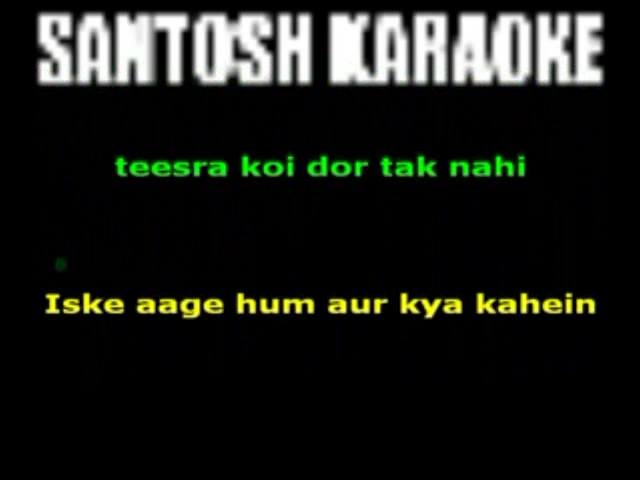 SANTOSH KARAOKE
teesra koi dor tak nahi
Iske aage hum aur kya kahein